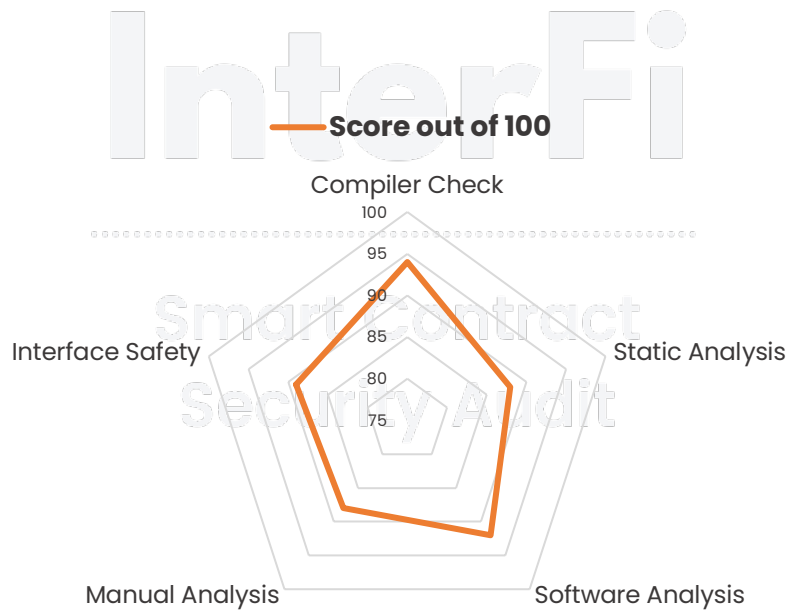 InterFi
Score out of 100
Compiler Check
100
95
90
Smart Contract
85
Interface Safety
Static Analysis
80
Security Audit
75
Manual Analysis
Software Analysis